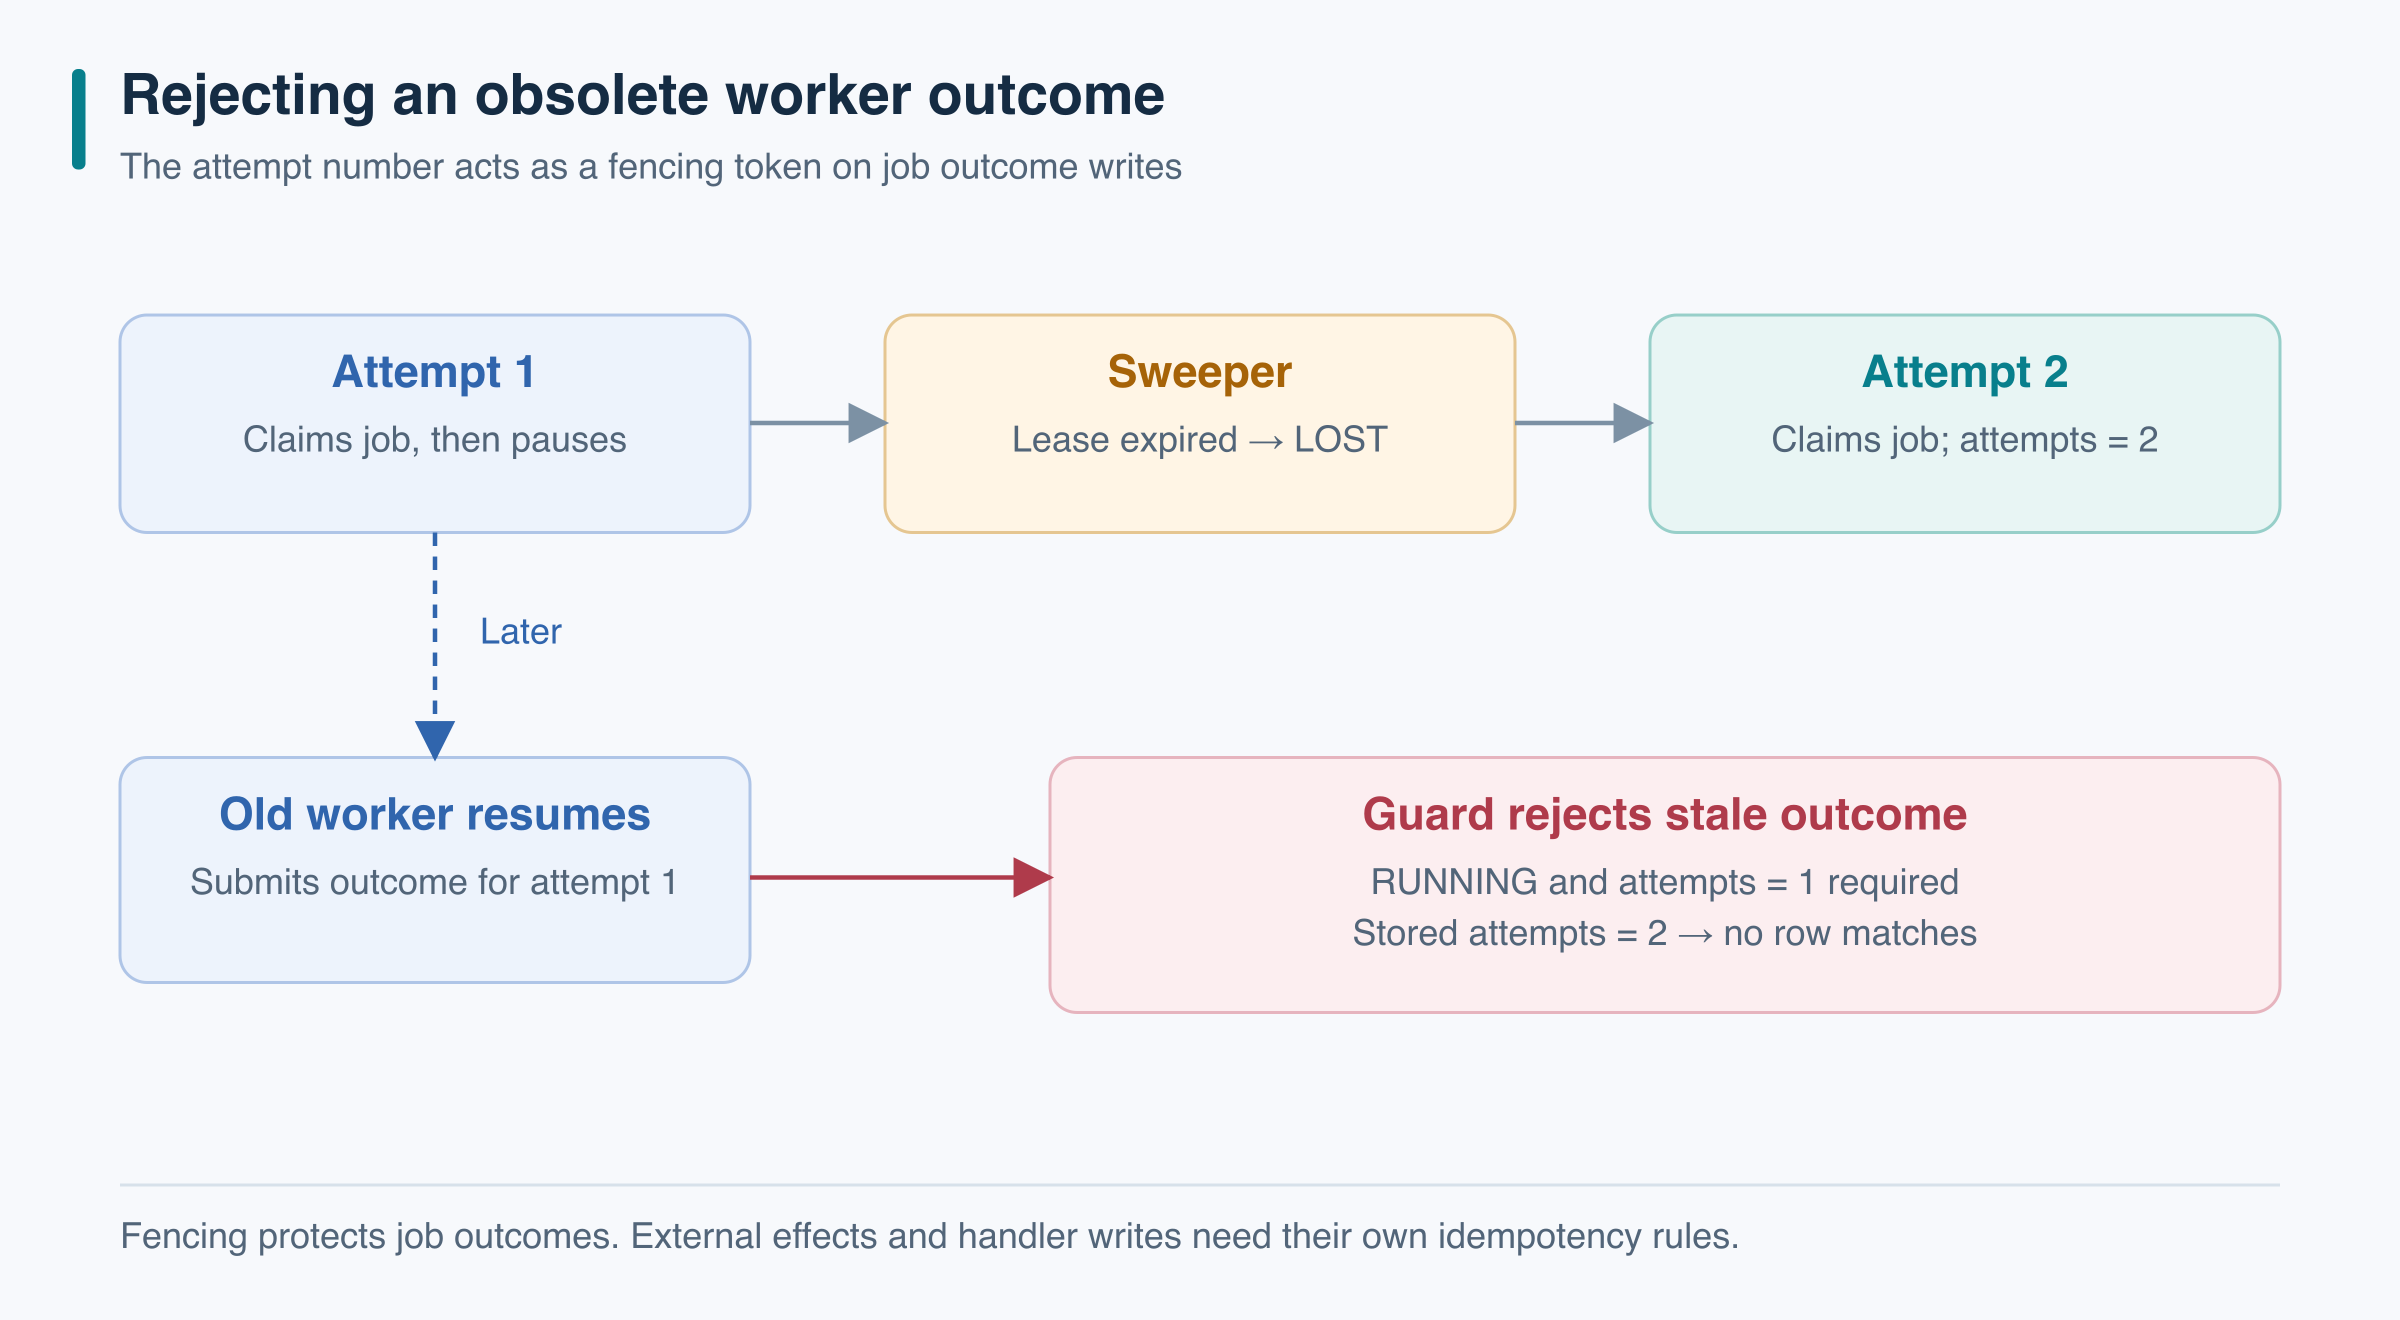 Rejecting an obsolete worker outcome
The attempt number acts as a fencing token on job outcome writes
Attempt 1
Claims job, then pauses
Sweeper
Lease expired → LOST
Attempt 2
Claims job; attempts = 2
Later
Old worker resumes
Submits outcome for attempt 1
Guard rejects stale outcome
RUNNING and attempts = 1 required
Stored attempts = 2 → no row matches
Fencing protects job outcomes. External effects and handler writes need their own idempotency rules.